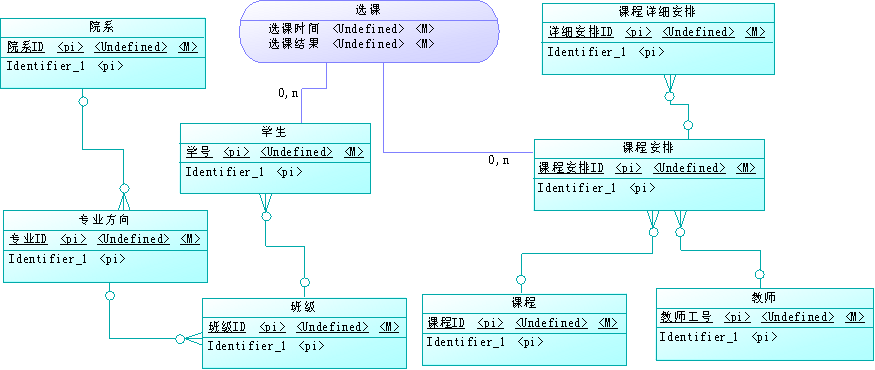 选课
选课时间 <Undefined> <M>
选课结果 <Undefined> <M>
课程详细安排
详细安排ID <pi> <Undefined> <M>
Identifier_1 <pi>
院系
院系ID <pi> <Undefined> <M>
Identifier_1 <pi>
0,n
学生
学号 <pi> <Undefined> <M>
Identifier_1 <pi>
0,n
课程安排
课程安排ID <pi> <Undefined> <M>
Identifier_1 <pi>
专业方向
专业ID <pi> <Undefined> <M>
Identifier_1 <pi>
班级
班级ID <pi> <Undefined> <M>
Identifier_1 <pi>
课程
课程ID <pi> <Undefined> <M>
Identifier_1 <pi>
教师
教师工号 <pi> <Undefined> <M>
Identifier_1 <pi>